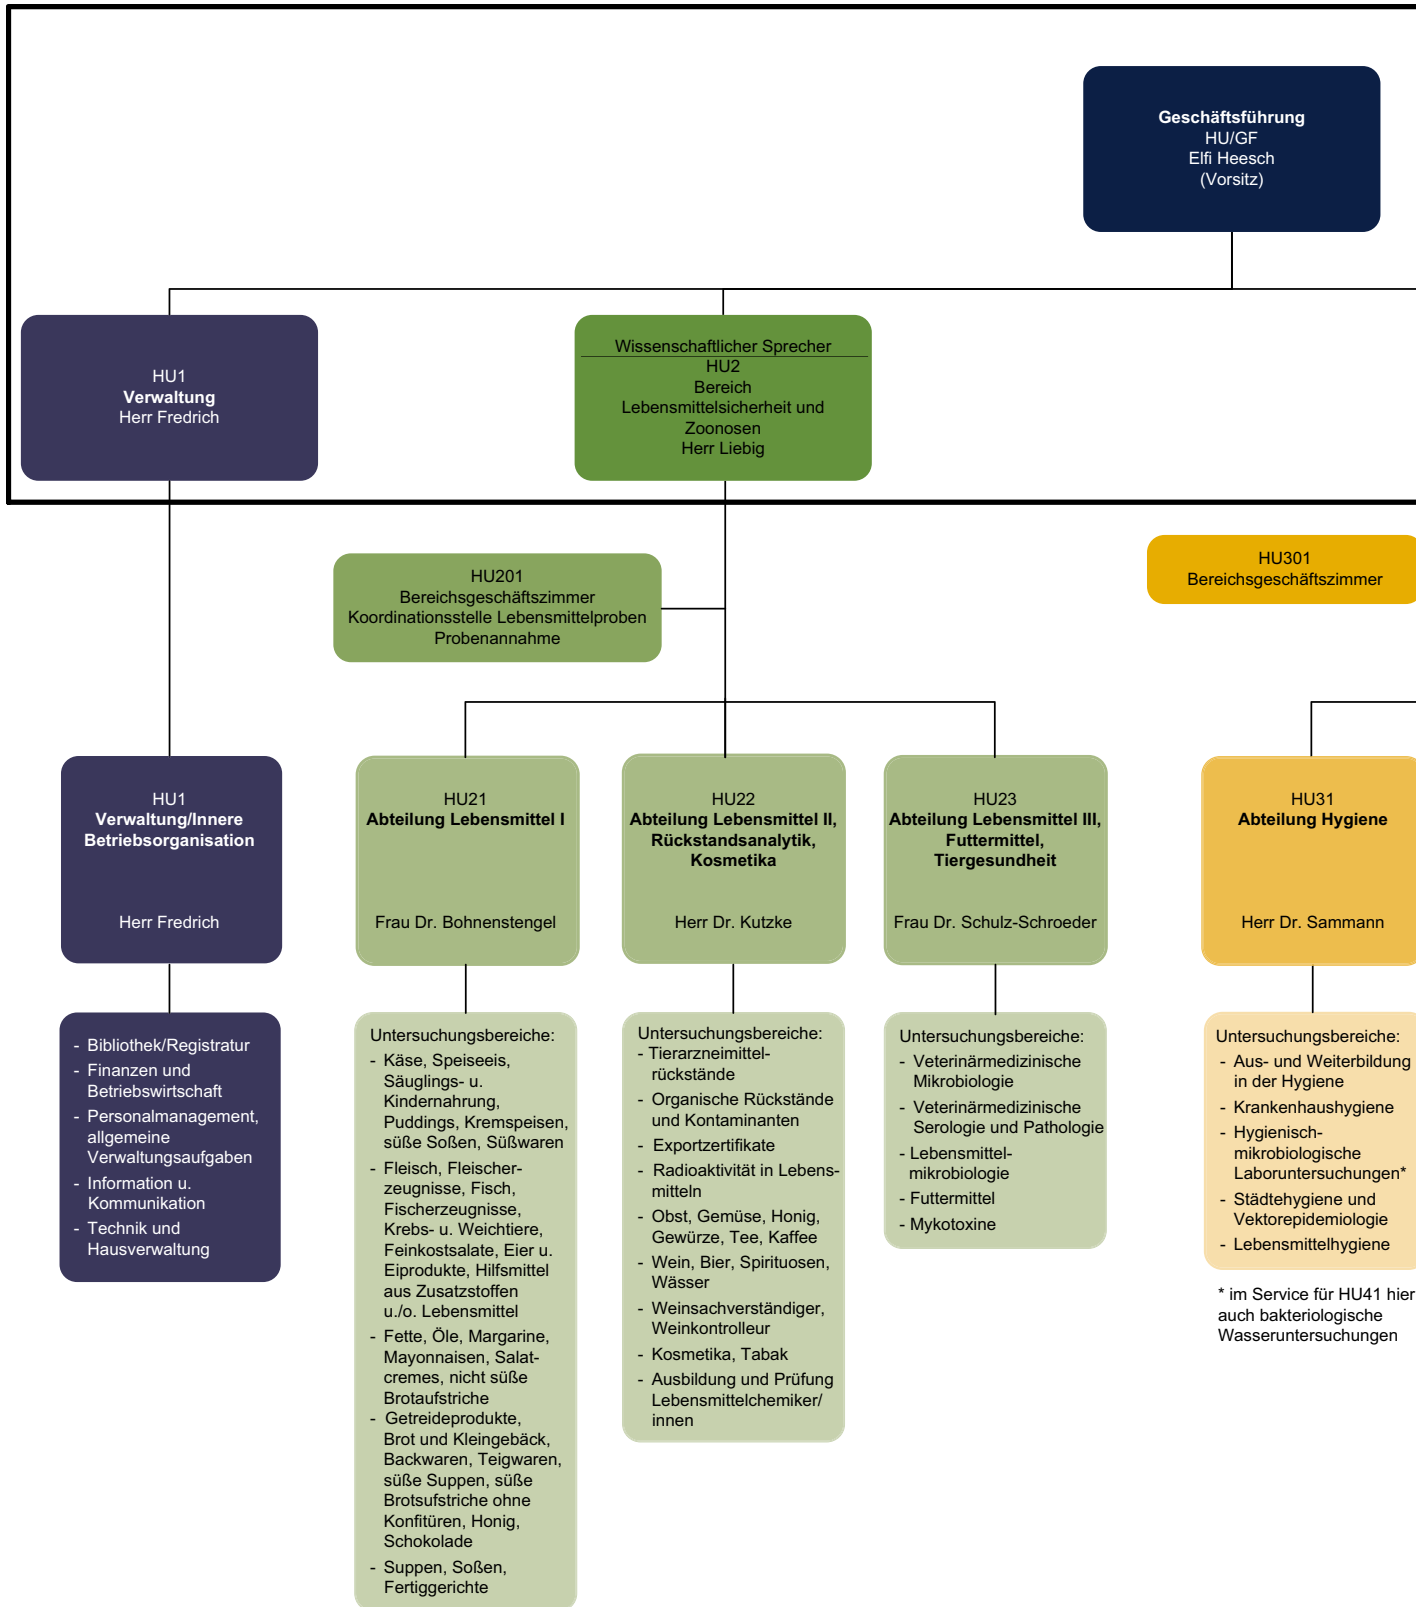 Geschäftsführung
HU/GF
Elfi Heesch
(Vorsitz)
HU1
Verwaltung
Herr Fredrich
Wissenschaftlicher Sprecher
HU2
Bereich
Lebensmittelsicherheit und
Zoonosen
Herr Liebig
HU201
Bereichsgeschäftszimmer
Koordinationsstelle Lebensmittelproben
Probenannahme
HU301
Bereichsgeschäftszimmer
HU1
Verwaltung/Innere
Betriebsorganisation
Herr Fredrich
HU21
Abteilung Lebensmittel I
Frau Dr. Bohnenstengel
HU22
Abteilung Lebensmittel II,
Rückstandsanalytik,
Kosmetika
Herr Dr. Kutzke
HU23
Abteilung Lebensmittel III,
Futtermittel,
Tiergesundheit
Frau Dr. Schulz-Schroeder
HU31
Abteilung Hygiene
Herr Dr. Sammann
- Bibliothek/Registratur
- Finanzen und
Betriebswirtschaft
- Personalmanagement,
allgemeine
Verwaltungsaufgaben
- Information u.
Kommunikation
- Technik und
Hausverwaltung
Untersuchungsbereiche:
- Käse, Speiseeis,
Säuglings- u.
Kindernahrung,
Puddings, Kremspeisen,
süße Soßen, Süßwaren
- Fleisch, Fleischer-
zeugnisse, Fisch,
Fischerzeugnisse,
Krebs- u. Weichtiere,
Feinkostsalate, Eier u.
Eiprodukte, Hilfsmittel
aus Zusatzstoffen
u./o. Lebensmittel
- Fette, Öle, Margarine,
Mayonnaisen, Salat-
cremes, nicht süße
Brotaufstriche
- Getreideprodukte,
Brot und Kleingebäck,
Backwaren, Teigwaren,
süße Suppen, süße
Brotsufstriche ohne
Konfitüren, Honig,
Schokolade
- Suppen, Soßen,
Fertiggerichte
Untersuchungsbereiche:
- Tierarzneimittel-
rückstände
- Organische Rückstände
und Kontaminanten
- Exportzertifikate
- Radioaktivität in Lebens-
mitteln
- Obst, Gemüse, Honig,
Gewürze, Tee, Kaffee
- Wein, Bier, Spirituosen,
Wässer
- Weinsachverständiger,
Weinkontrolleur
- Kosmetika, Tabak
- Ausbildung und Prüfung
Lebensmittelchemiker/
innen
Untersuchungsbereiche:
- Veterinärmedizinische
Mikrobiologie
- Veterinärmedizinische
Serologie und Pathologie
- Lebensmittel-
mikrobiologie
- Futtermittel
- Mykotoxine
Untersuchungsbereiche:
- Aus- und Weiterbildung
in der Hygiene
- Krankenhaushygiene
- Hygienisch-
mikrobiologische
Laboruntersuchungen*
- Städtehygiene und
Vektorepidemiologie
- Lebensmittelhygiene
* im Service für HU41 hier
auch bakteriologische
Wasseruntersuchungen